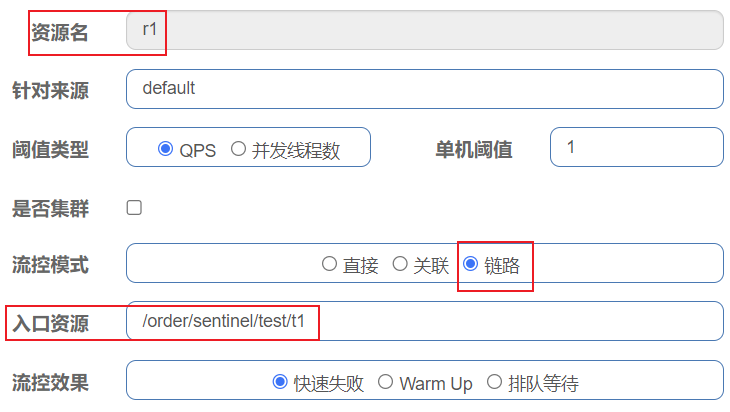 资源名 r1
针对来源 default
阈值类型 QPS 并发线程数 单机阈值 1
是否集群
流控模式 直接 关联 链路
入口资源 /order/sentinel/test/t1
流控效果 快速失败 Warm Up 排队等待